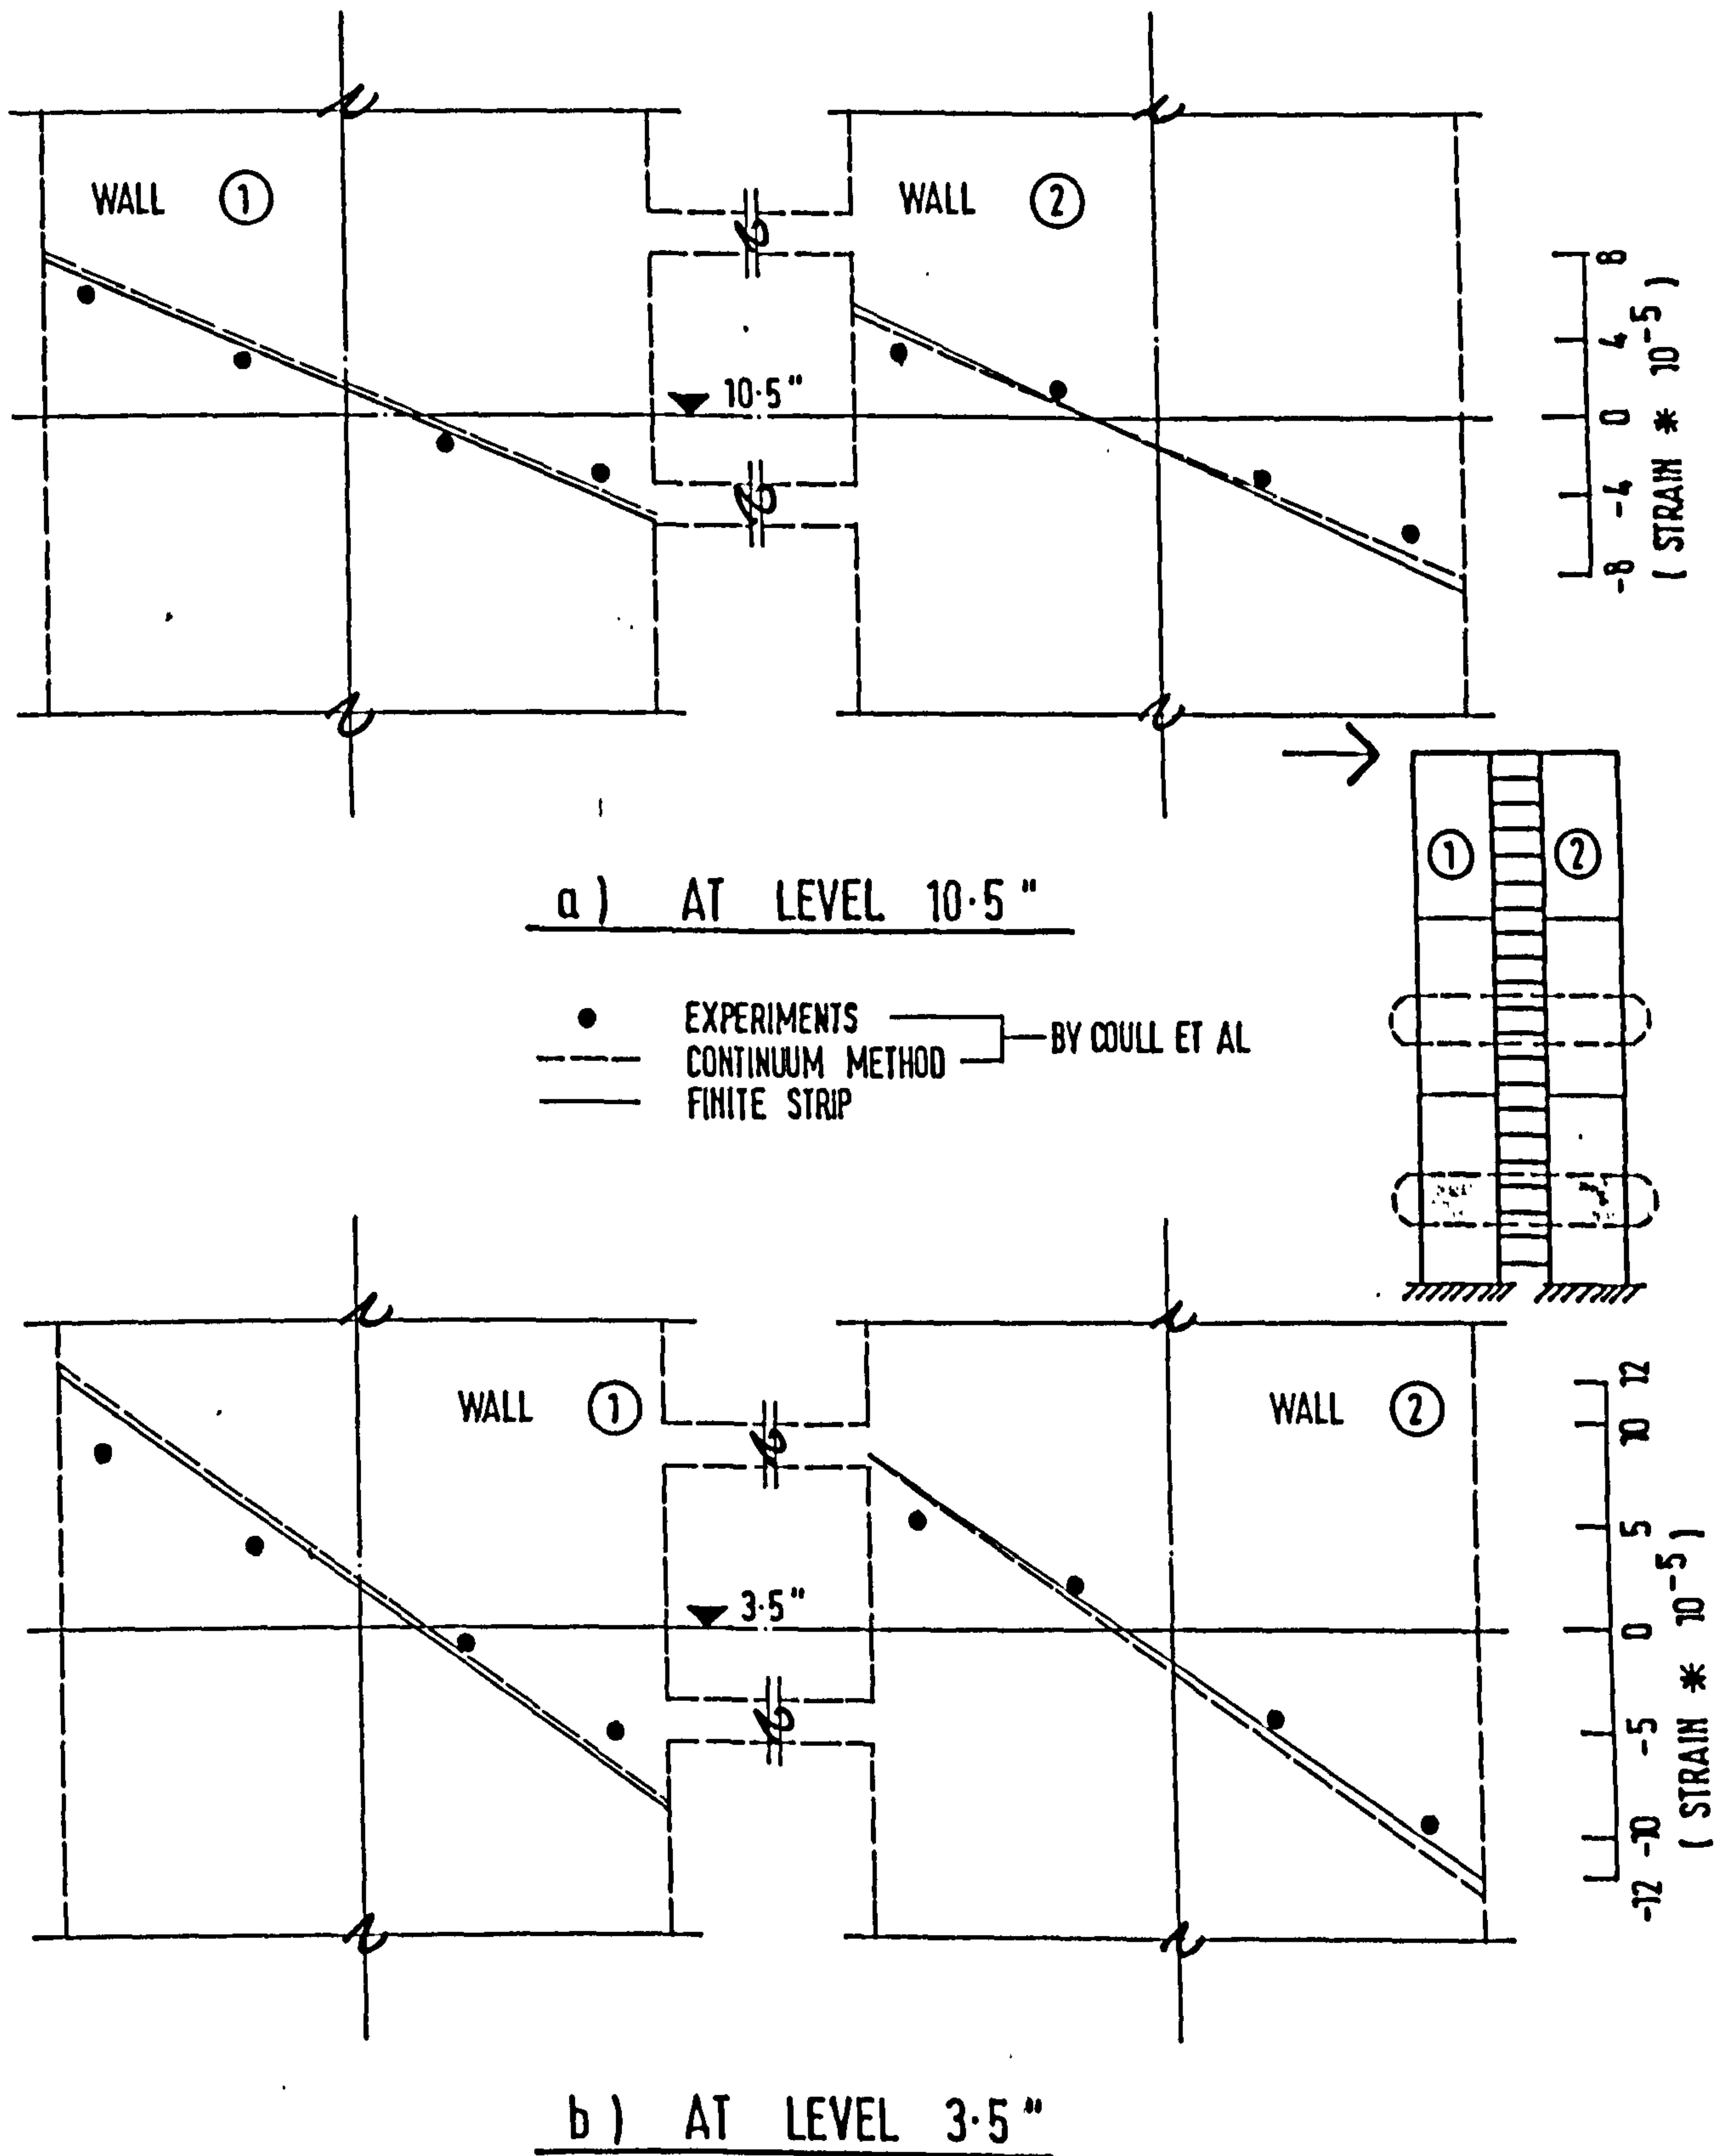 WALL 1
WALL 2
10·5"
8
4
0
-4
-8
( STRAIN * 10-5 )
1
2
a ) AT LEVEL 10·5"
EXPERIMENTS
CONTINUUM METHOD
BY COULL ET AL
FINITE STRIP
WALL 1
WALL 2
3·5"
12
10
5
0
-5
-10
-12
( STRAIN * 10-5 )
b ) AT LEVEL 3·5"